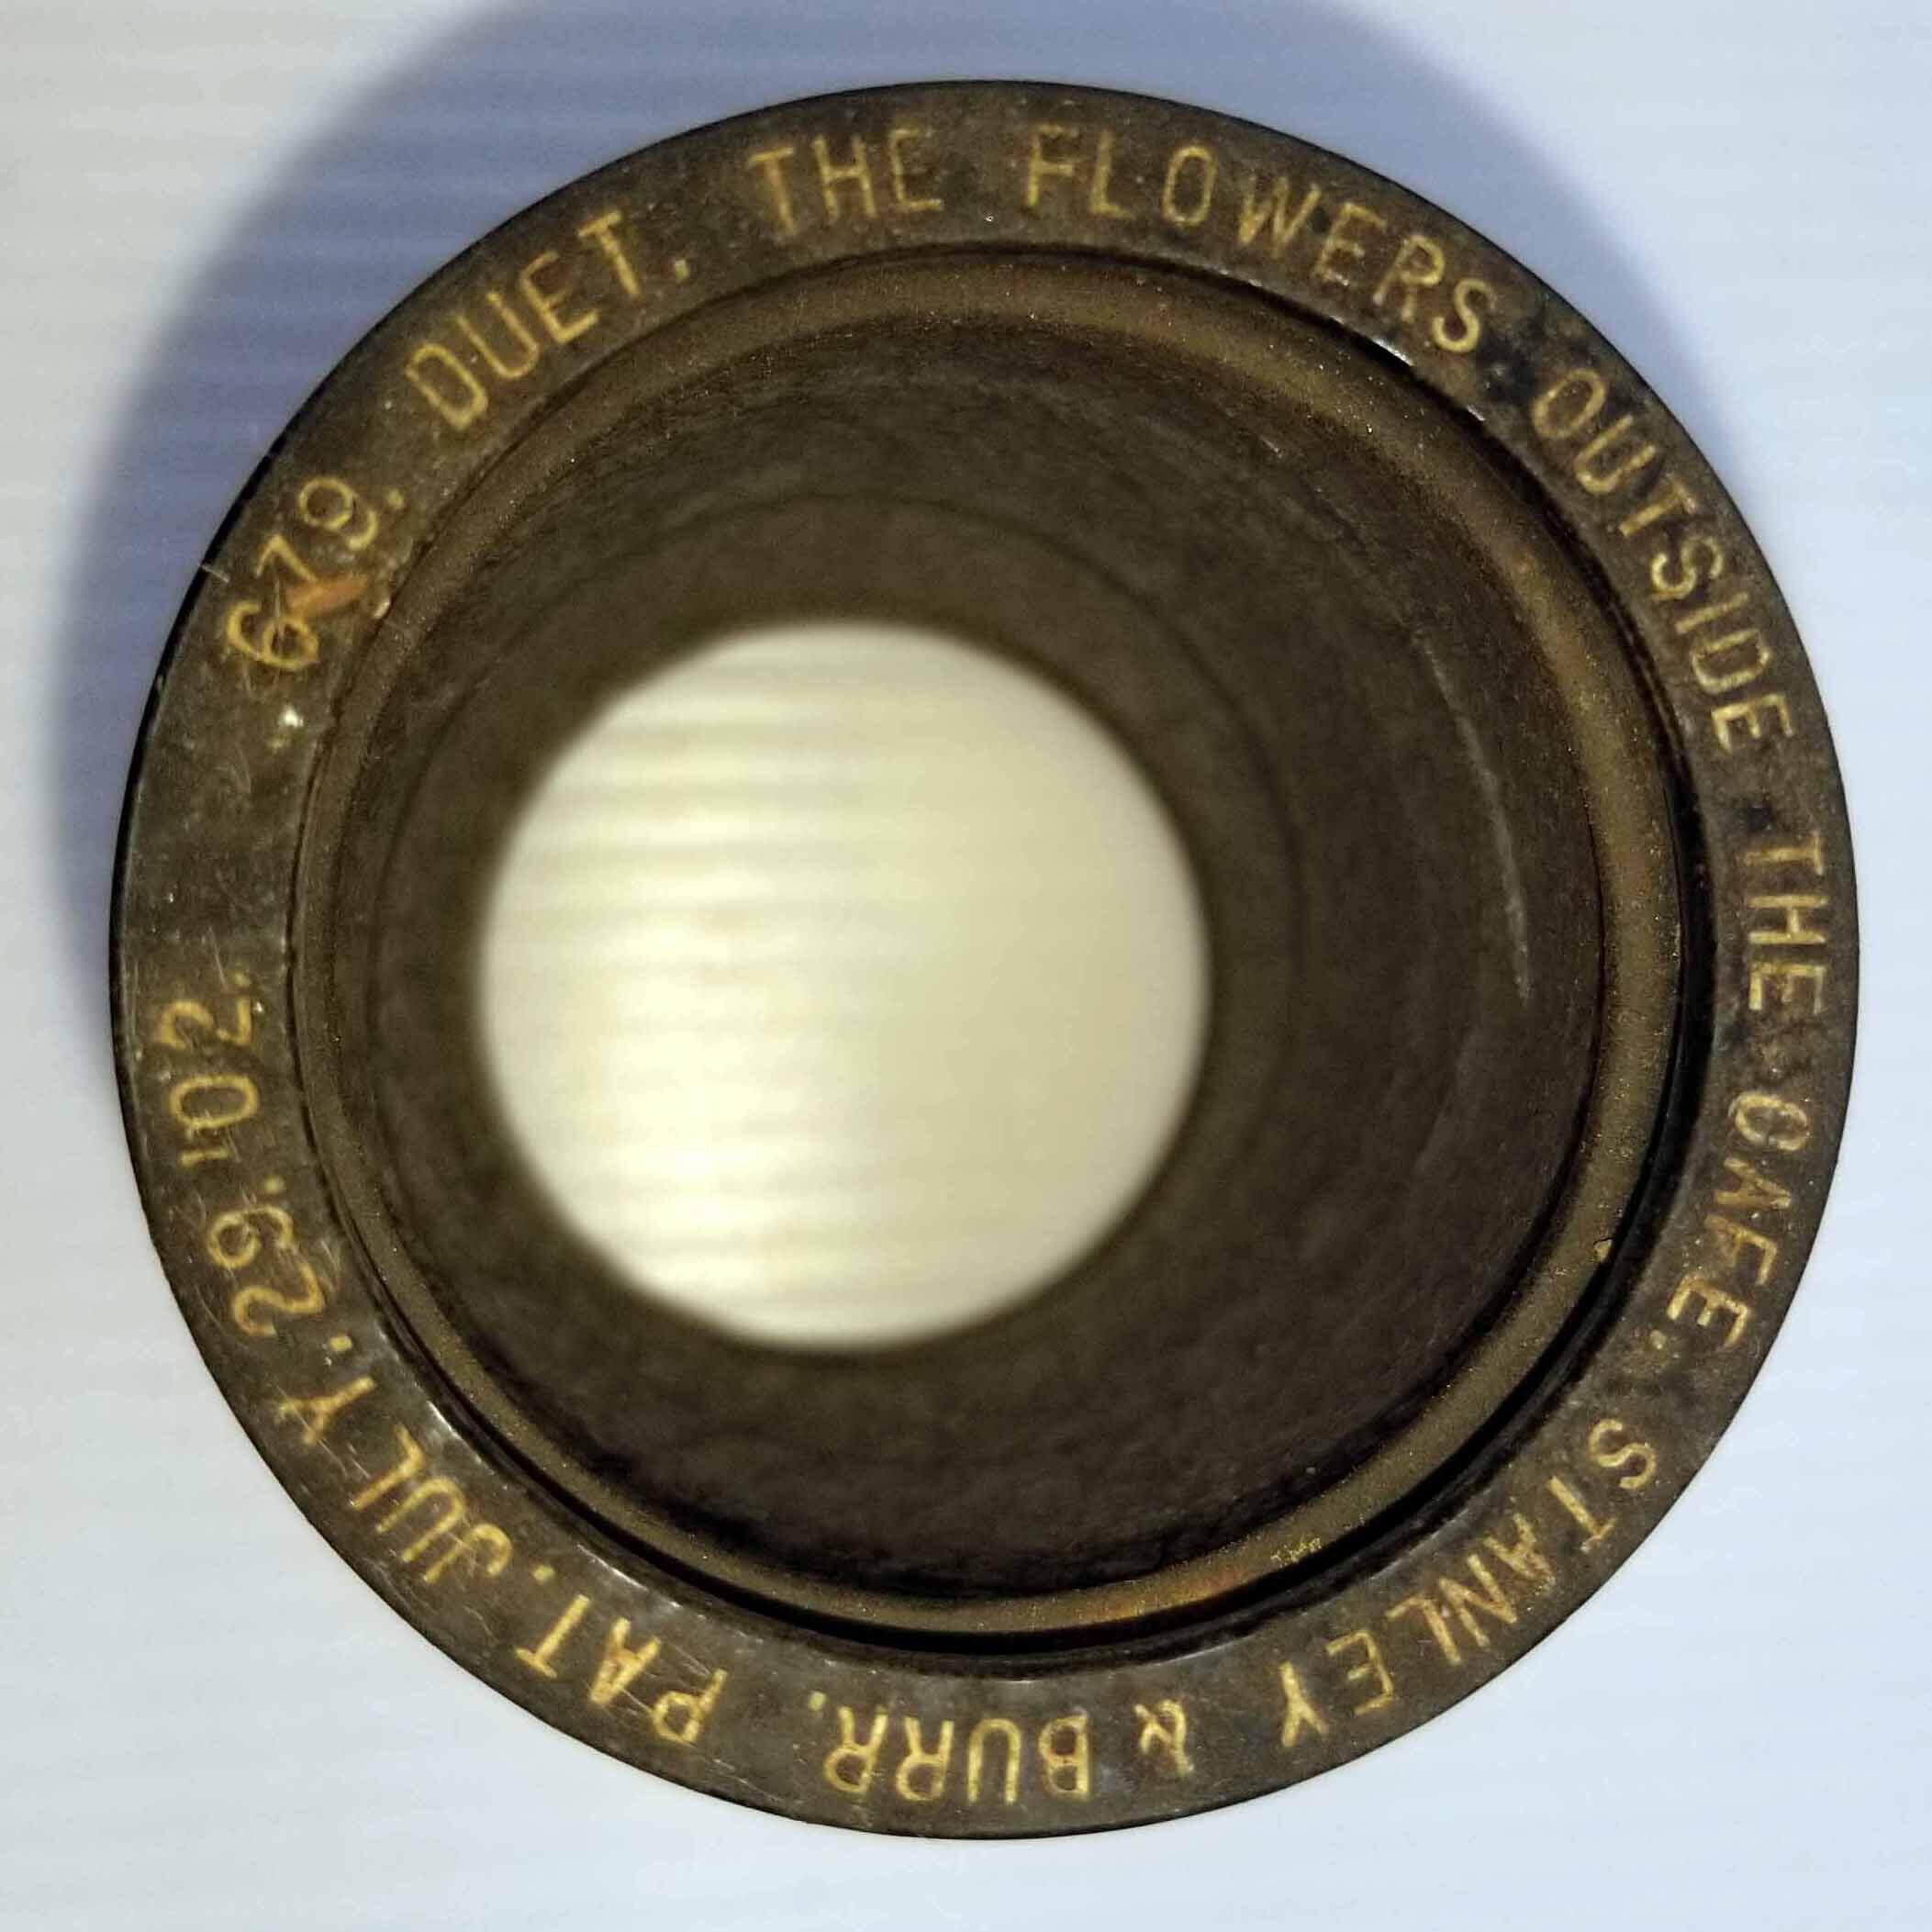 679. DUET. THE FLOWERS OUTSIDE THE CAFE. STANLEY & BURR. PAT. JULY. 29. '02.